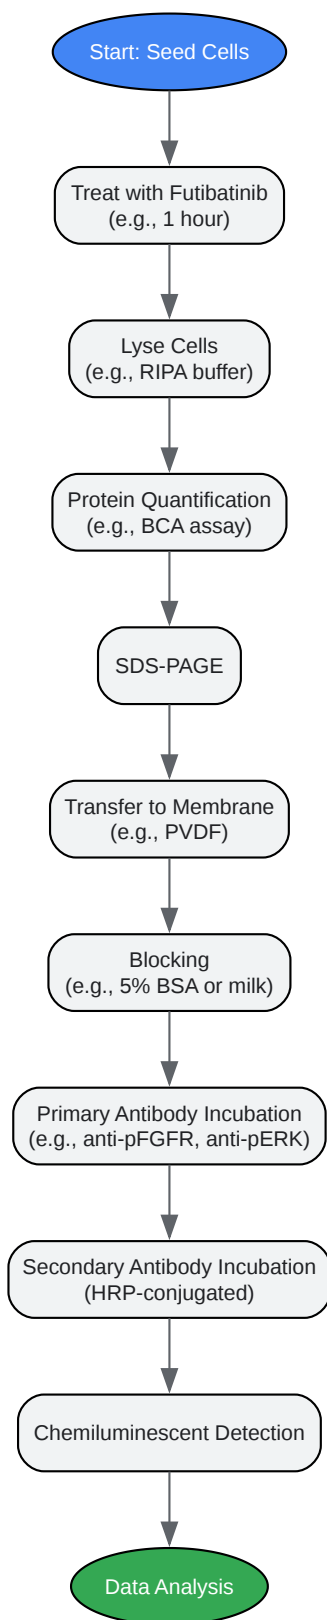 Start: Seed Cells
Treat with Futibatinib
(e.g., 1 hour)
Lyse Cells
(e.g., RIPA buffer)
Protein Quantification
(e.g., BCA assay)
SDS-PAGE
Transfer to Membrane
(e.g., PVDF)
Blocking
(e.g., 5% BSA or milk)
Primary Antibody Incubation
(e.g., anti-pFGFR, anti-pERK)
Secondary Antibody Incubation
(HRP-conjugated)
Chemiluminescent Detection
Data Analysis